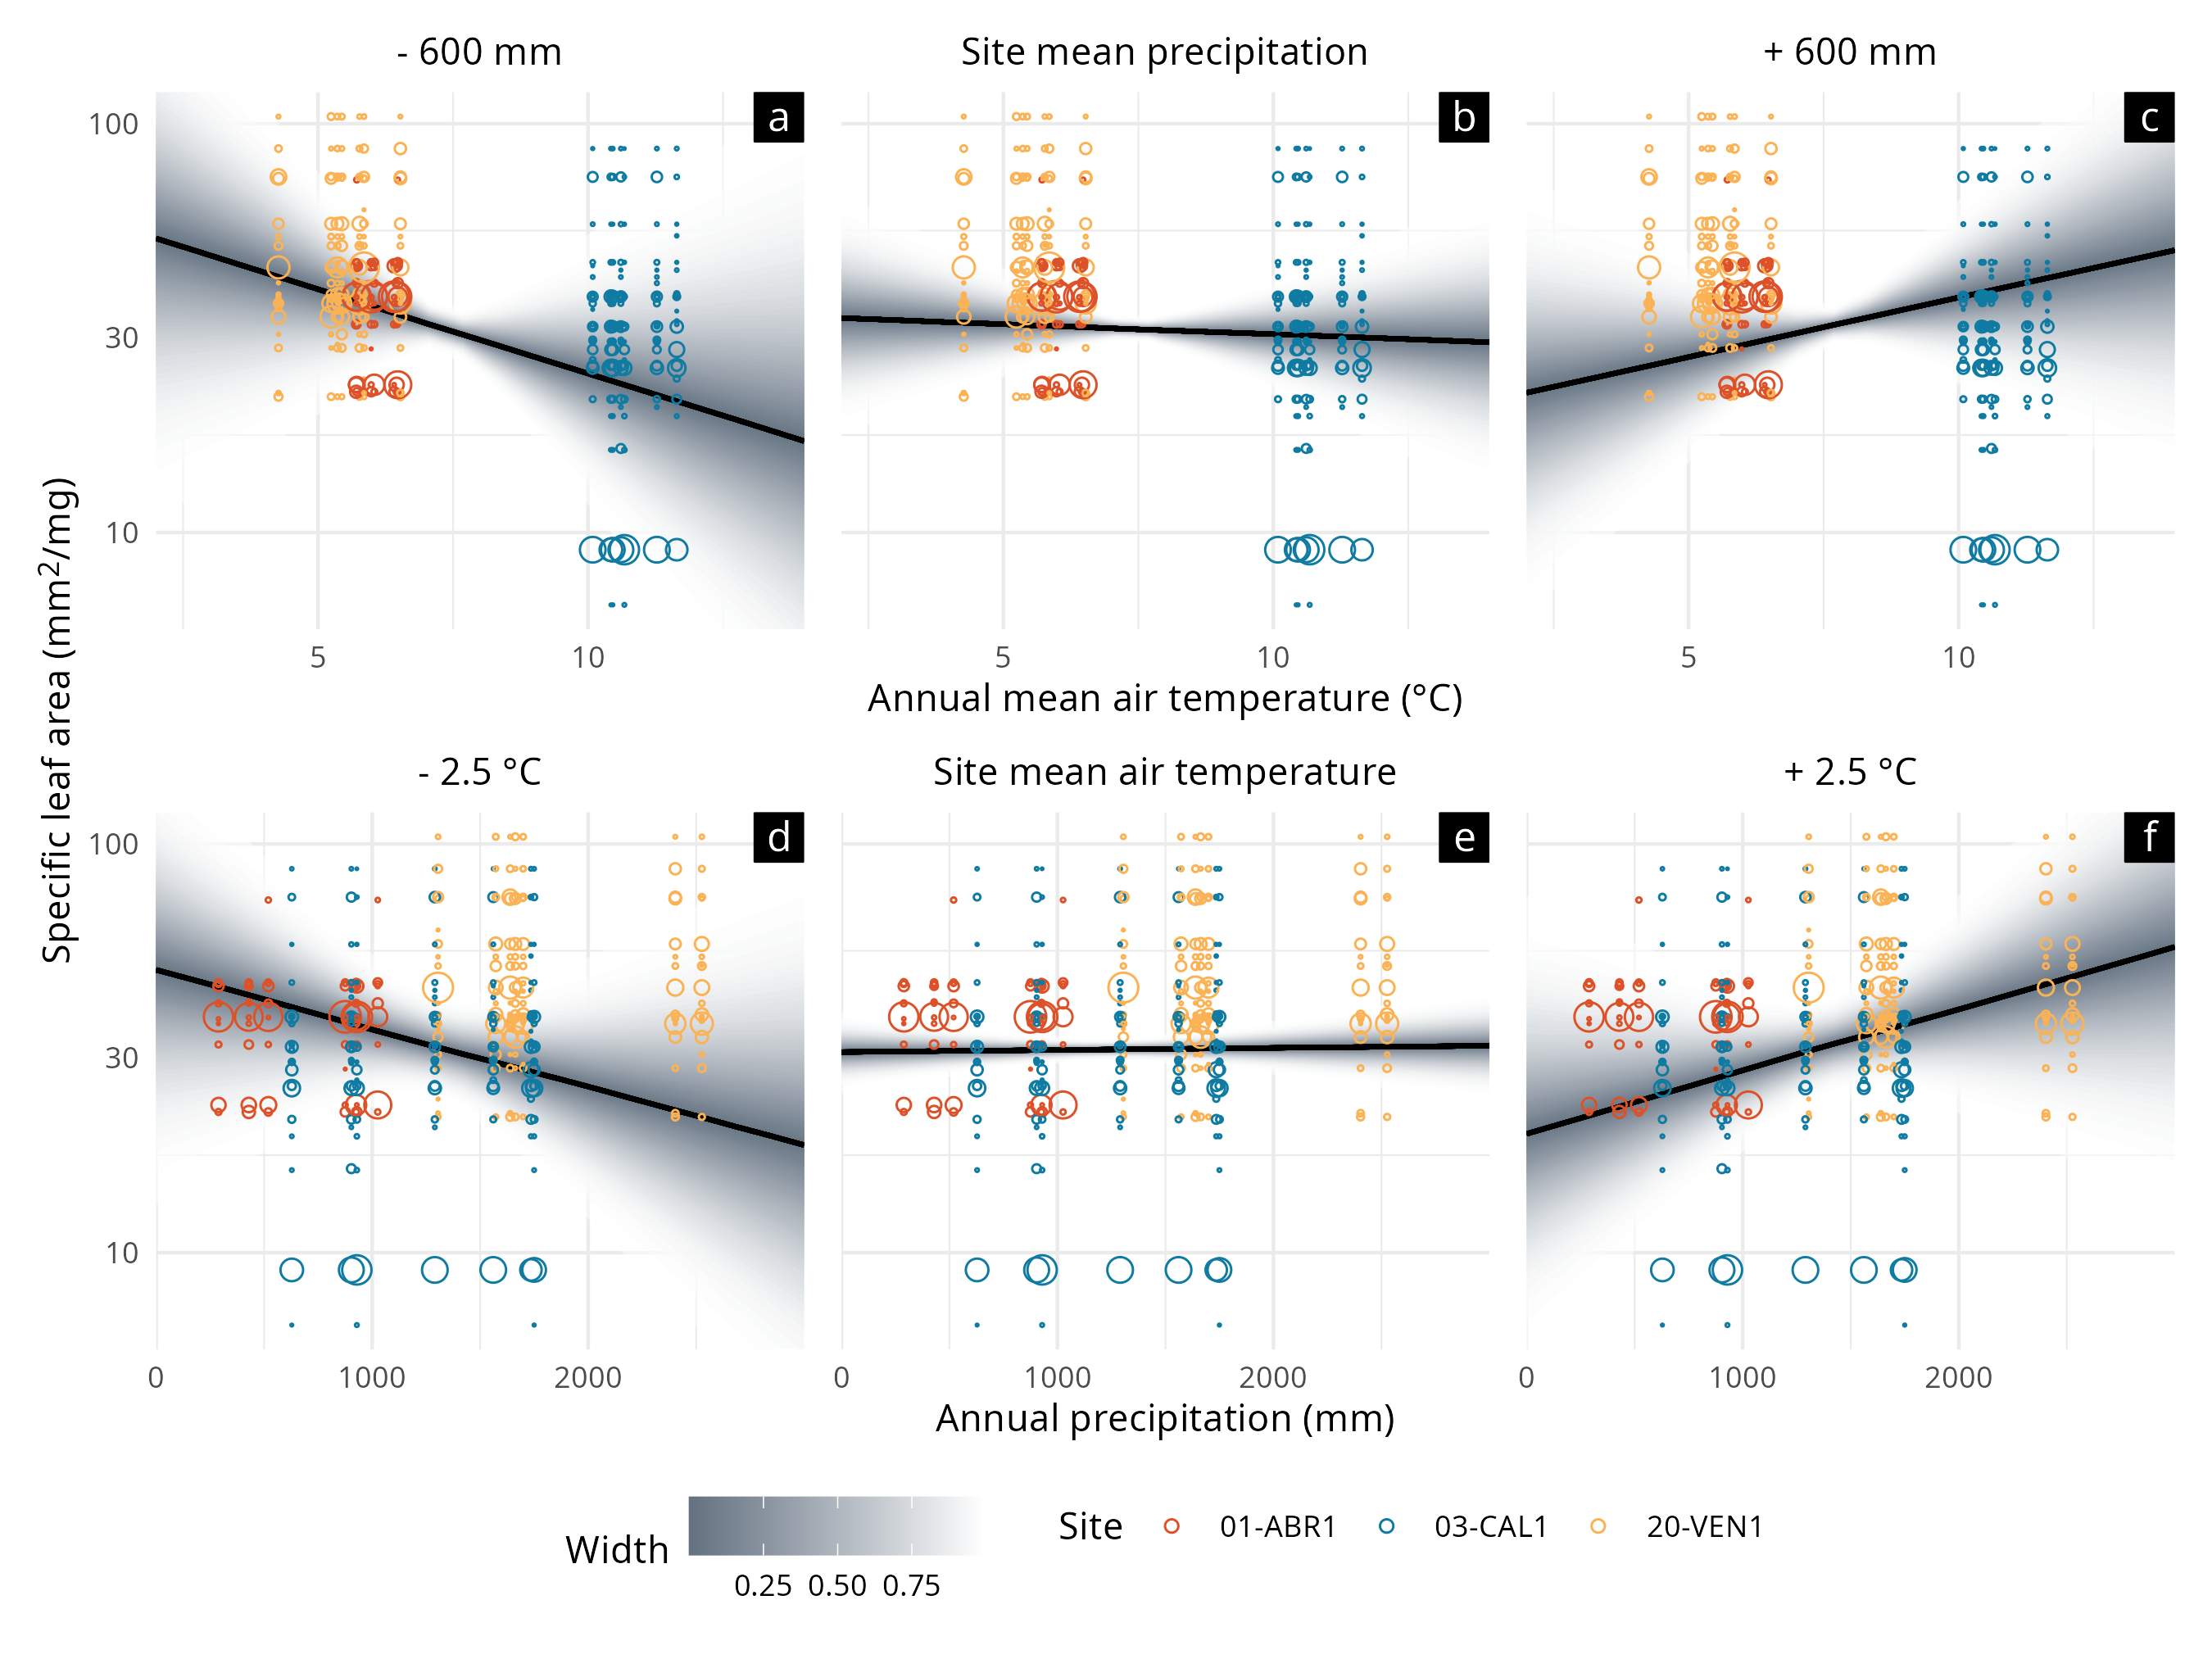 - 600 mm
Site mean precipitation
+ 600 mm
a
b
c
100
30
10
5
10
5
10
5
10
Annual mean air temperature (°C)
Specific leaf area (mm²/mg)
- 2.5 °C
Site mean air temperature
+ 2.5 °C
d
e
f
100
30
10
0
1000
2000
0
1000
2000
0
1000
2000
Annual precipitation (mm)
Width
0.25 0.50 0.75
Site
01-ABR1
03-CAL1
20-VEN1